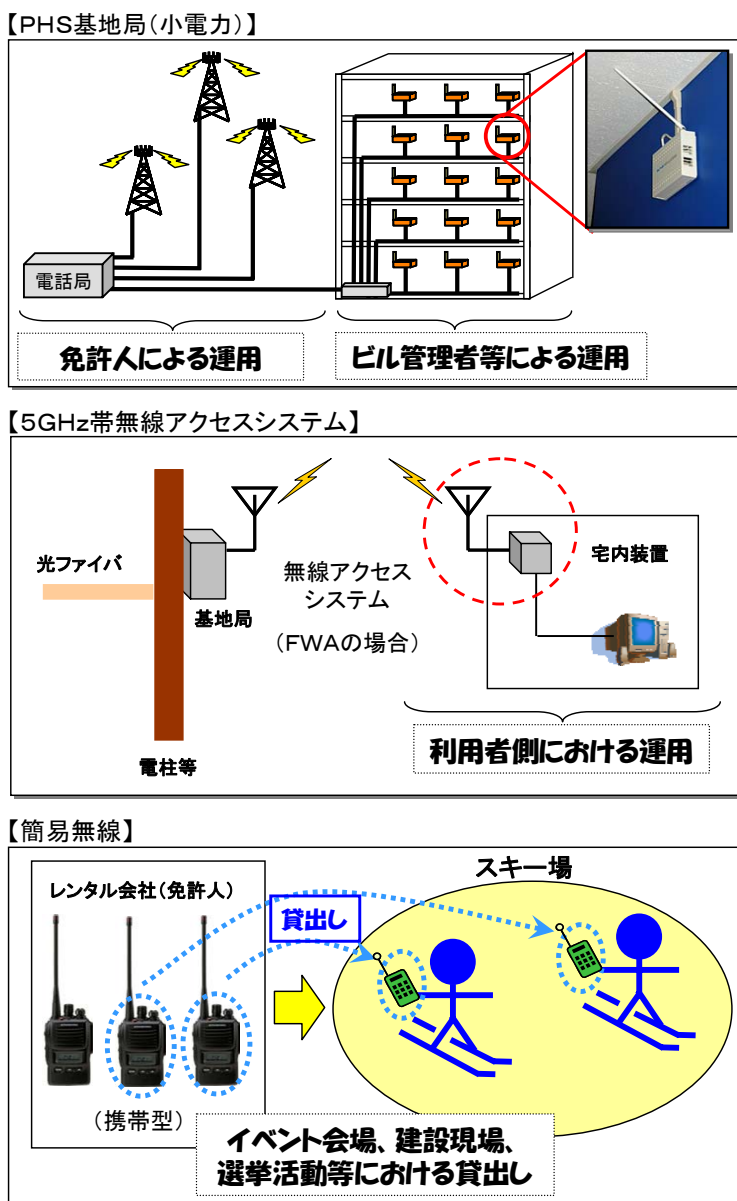 【PHS基地局(小電力)】
電話局
免許人による運用
ビル管理者等による運用
【5GHz帯無線アクセスシステム】
光ファイバ
基地局
無線アクセス
システム
(FWAの場合)
宅内装置
電柱等
利用者側における運用
【簡易無線】
レンタル会社(免許人)
スキー場
貸出し
(携帯型)
イベント会場、建設現場、
選挙活動等における貸出し